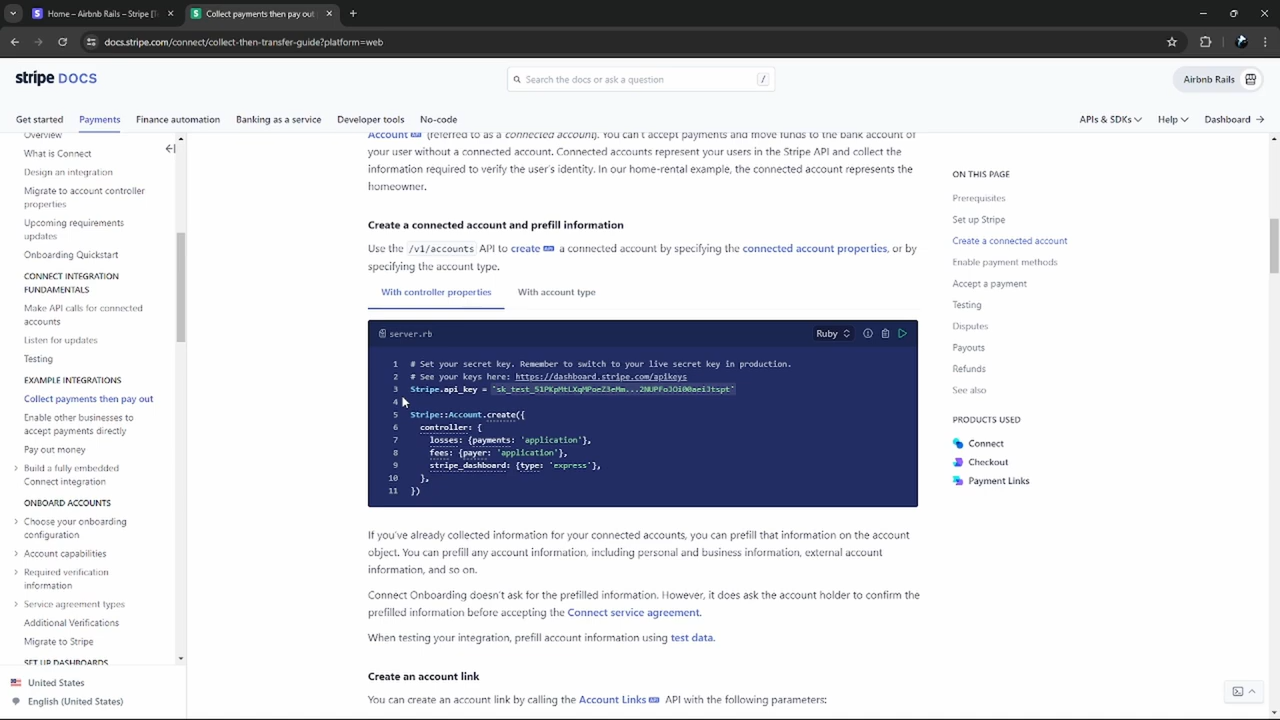 Home – Airbnb Rails – Stripe [T
Collect payments then pay out
docs.stripe.com/connect/collect-then-transfer-guide?platform=web
stripe DOCS
Search the docs or ask a question
/
Airbnb Rails
Get started
Payments
Finance automation
Banking as a service
Developer tools
No-code
APIs & SDKs
Help
Dashboard
Overview
What is Connect
Design an integration
Migrate to account controller
properties
Upcoming requirements
updates
Onboarding Quickstart
CONNECT INTEGRATION
FUNDAMENTALS
Make API calls for connected
accounts
Listen for updates
Testing
EXAMPLE INTEGRATIONS
Collect payments then pay out
Enable other businesses to
accept payments directly
Pay out money
Build a fully embedded
Connect integration
ONBOARD ACCOUNTS
Choose your onboarding
configuration
Account capabilities
Required verification
information
Service agreement types
Additional Verifications
Migrate to Stripe
SET UP DASHBOARDS
United States
English (United States)
Account (referred to as a connected account). You can't accept payments and move funds to the bank account of
your user without a connected account. Connected accounts represent your users in the Stripe API and collect the
information required to verify the user's identity. In our home-rental example, the connected account represents the
homeowner.
Create a connected account and prefill information
Use the /v1/accounts API to create a connected account by specifying the connected account properties, or by
specifying the account type.
With controller properties
With account type
server.rb
Ruby
1 # Set your secret key. Remember to switch to your live secret key in production.
2 # See your keys here: https://dashboard.stripe.com/apikeys
3 Stripe.api_key =
4
5 Stripe::Account.create({
6 controller: {
7 losses: {payments: 'application'},
8 fees: {payer: 'application'},
9 stripe_dashboard: {type: 'express'},
10 },
11 })
If you've already collected information for your connected accounts, you can prefill that information on the account
object. You can prefill any account information, including personal and business information, external account
information, and so on.
Connect Onboarding doesn't ask for the prefilled information. However, it does ask the account holder to confirm the
prefilled information before accepting the Connect service agreement.
When testing your integration, prefill account information using test data.
Create an account link
You can create an account link by calling the Account Links API with the following parameters:
ON THIS PAGE
Prerequisites
Set up Stripe
Create a connected account
Enable payment methods
Accept a payment
Testing
Disputes
Payouts
Refunds
See also
PRODUCTS USED
Connect
Checkout
Payment Links